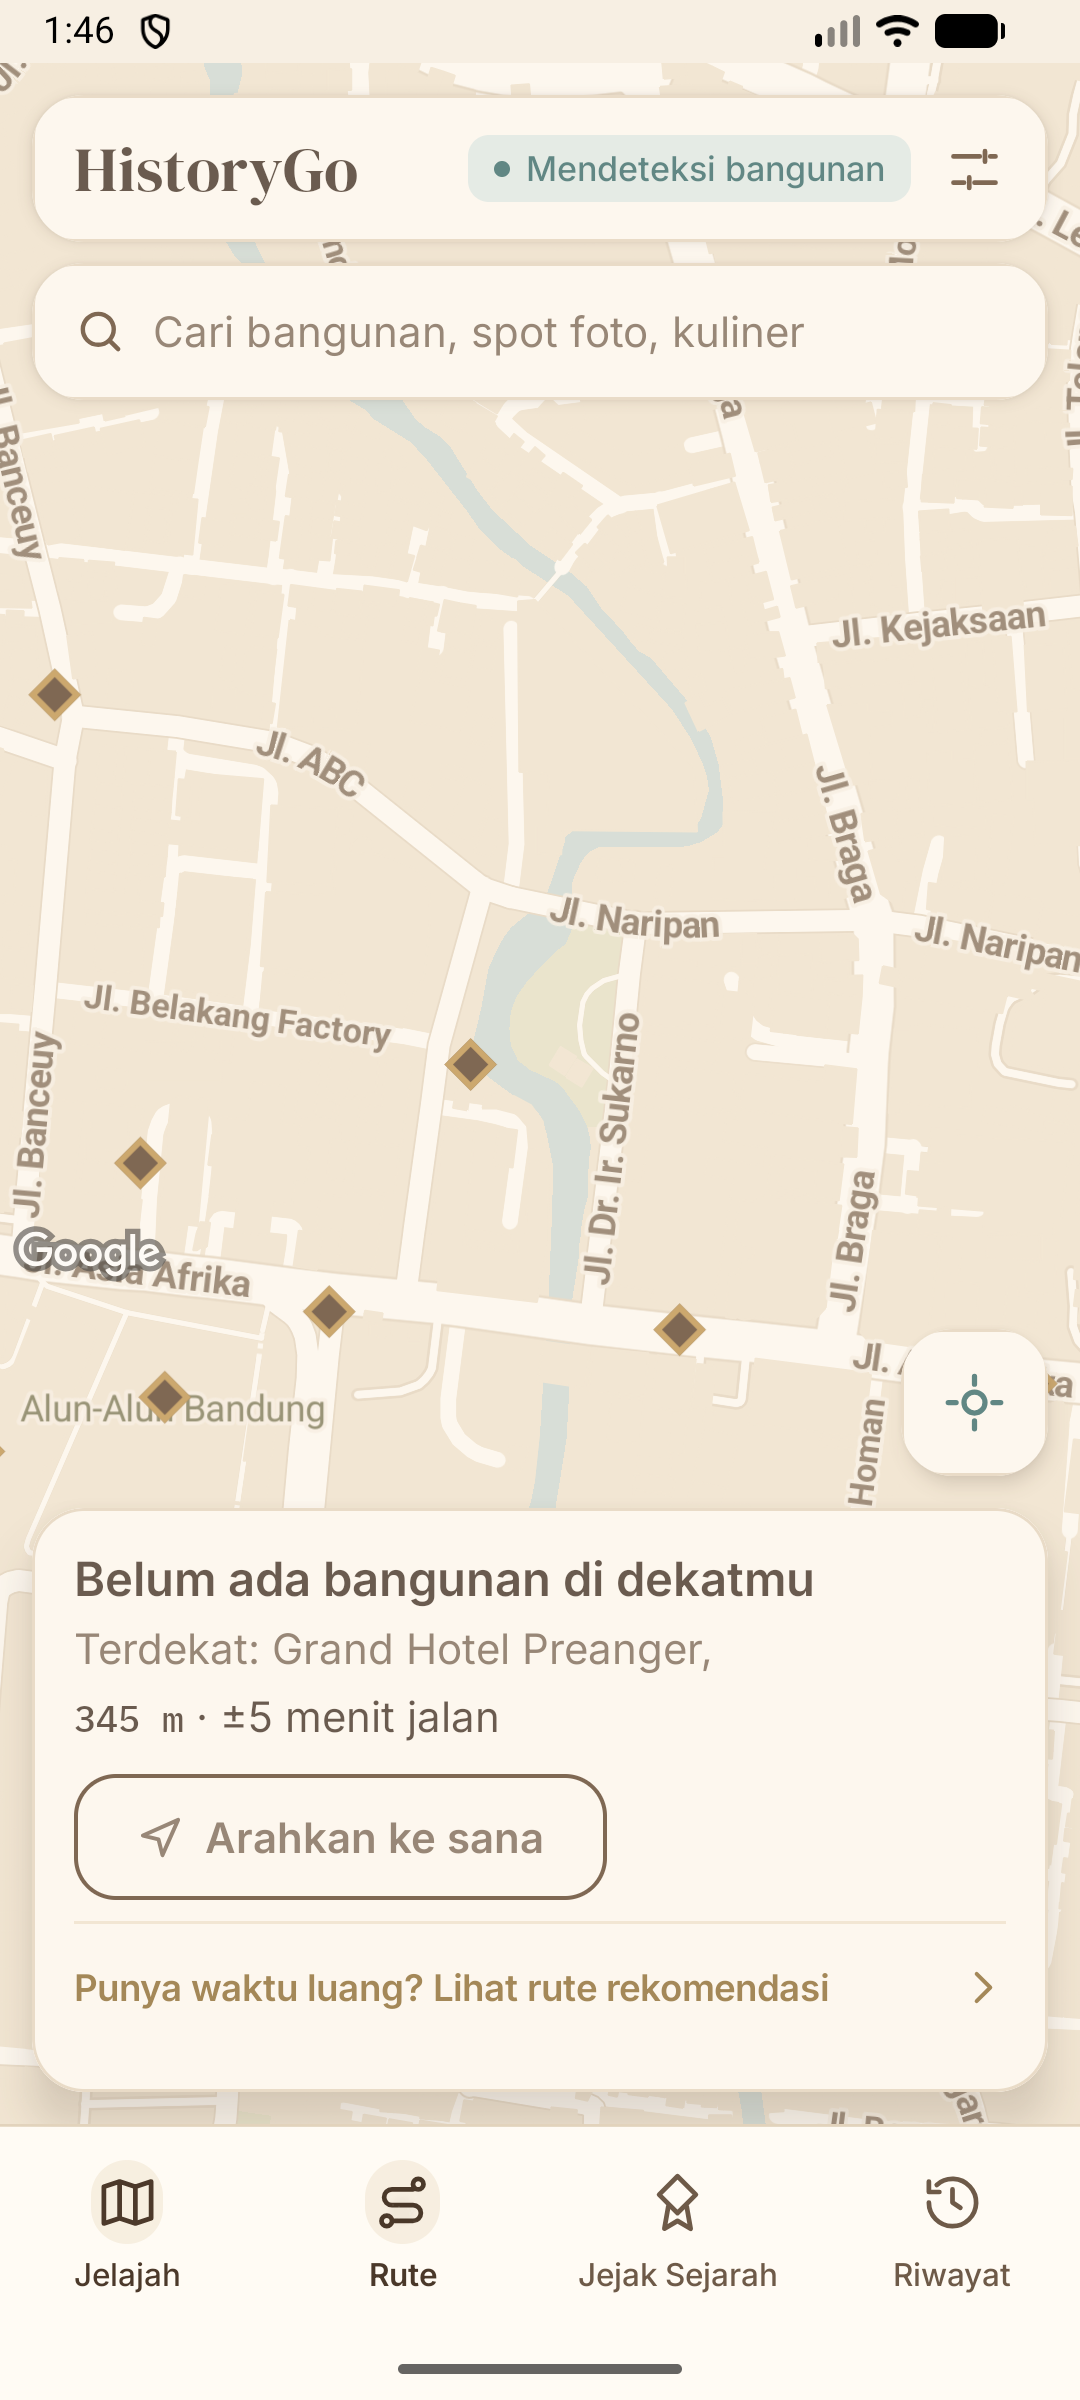 1:46
HistoryGo
Mendeteksi bangunan
Cari bangunan, spot foto, kuliner
Jl. Kejaksaan
Jl. ABC
Jl. Braga
Jl. Naripan
Jl. Naripan
Jl. Belakang Factory
Jl. Banceuy
Jl. Dr. Ir. Sukarno
Jl. Braga
Google
Afrika
Alun-Alun Bandung
Homan
Belum ada bangunan di dekatmu
Terdekat: Grand Hotel Preanger,
345 m · ±5 menit jalan
Arahkan ke sana
Punya waktu luang? Lihat rute rekomendasi
Jelajah
Rute
Jejak Sejarah
Riwayat